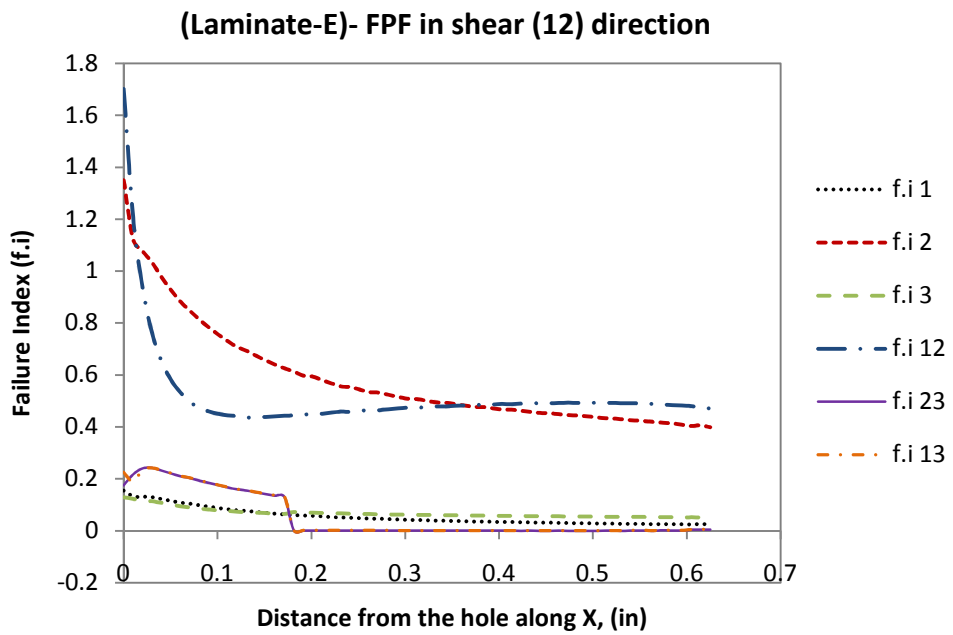 (Laminate-E)- FPF in shear (12) direction
1.8
1.6
1.4
1.2
1
0.8
0.6
0.4
0.2
0
-0.2
0 0.1 0.2 0.3 0.4 0.5 0.6 0.7
Failure Index (f.i)
Distance from the hole along X, (in)
f.i 1
f.i 2
f.i 3
f.i 12
f.i 23
f.i 13